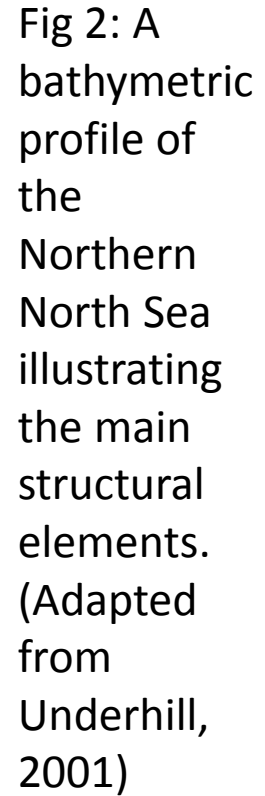 Fig 2: A
bathymetric
profile of
the
Northern
North Sea
illustrating
the main
structural
elements.
(Adapted
from
Underhill,
2001)